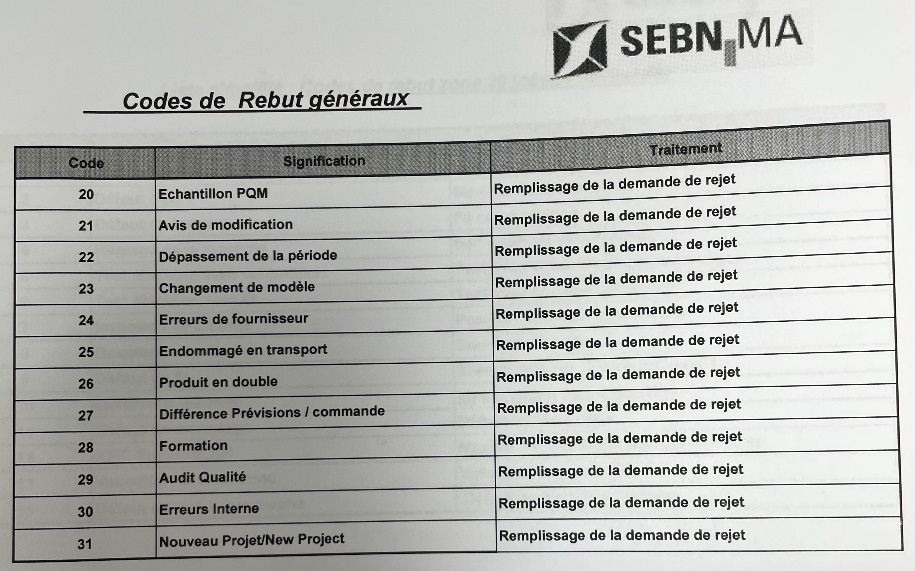 SEBN MA
Codes de Rebut généraux
Code Signification Traitement
20 Echantillon PQM Remplissage de la demande de rejet
21 Avis de modification Remplissage de la demande de rejet
22 Dépassement de la période Remplissage de la demande de rejet
23 Changement de modèle Remplissage de la demande de rejet
24 Erreurs de fournisseur Remplissage de la demande de rejet
25 Endommagé en transport Remplissage de la demande de rejet
26 Produit en double Remplissage de la demande de rejet
27 Différence Prévisions / commande Remplissage de la demande de rejet
28 Formation Remplissage de la demande de rejet
29 Audit Qualité Remplissage de la demande de rejet
30 Erreurs Interne Remplissage de la demande de rejet
31 Nouveau Projet/New Project Remplissage de la demande de rejet